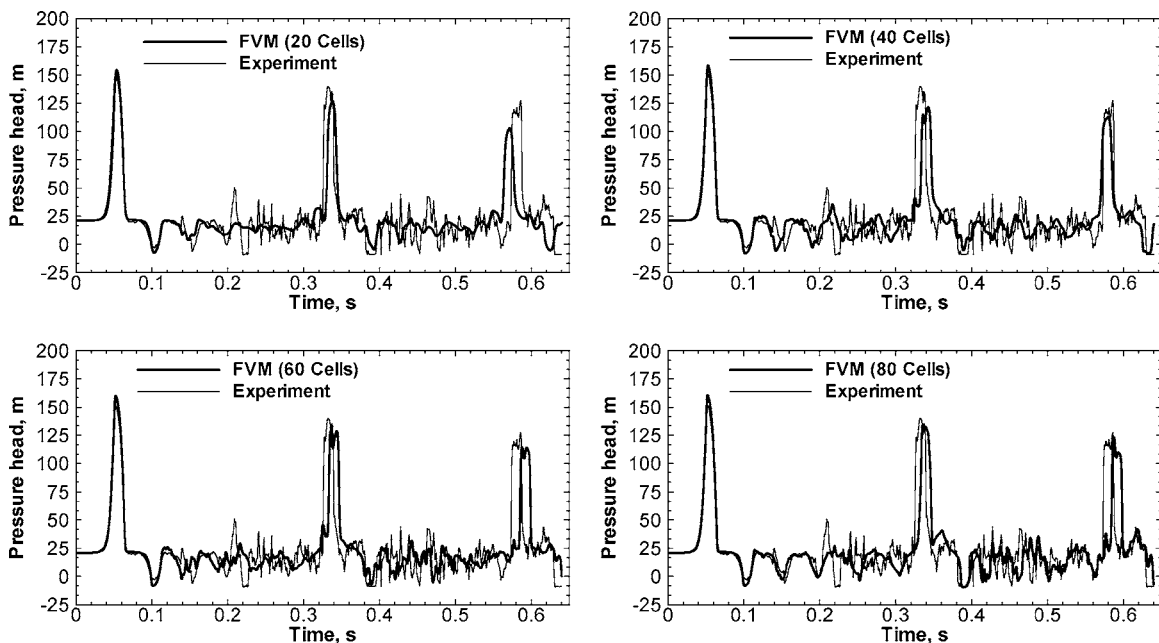 200
175
150
125
100
75
50
25
0
-25
Pressure head, m
FVM (20 Cells)
Experiment
0 0.1 0.2 0.3 0.4 0.5 0.6
Time, s
200
175
150
125
100
75
50
25
0
-25
Pressure head, m
FVM (40 Cells)
Experiment
0 0.1 0.2 0.3 0.4 0.5 0.6
Time, s
200
175
150
125
100
75
50
25
0
-25
Pressure head, m
FVM (60 Cells)
Experiment
0 0.1 0.2 0.3 0.4 0.5 0.6
Time, s
200
175
150
125
100
75
50
25
0
-25
Pressure head, m
FVM (80 Cells)
Experiment
0 0.1 0.2 0.3 0.4 0.5 0.6
Time, s